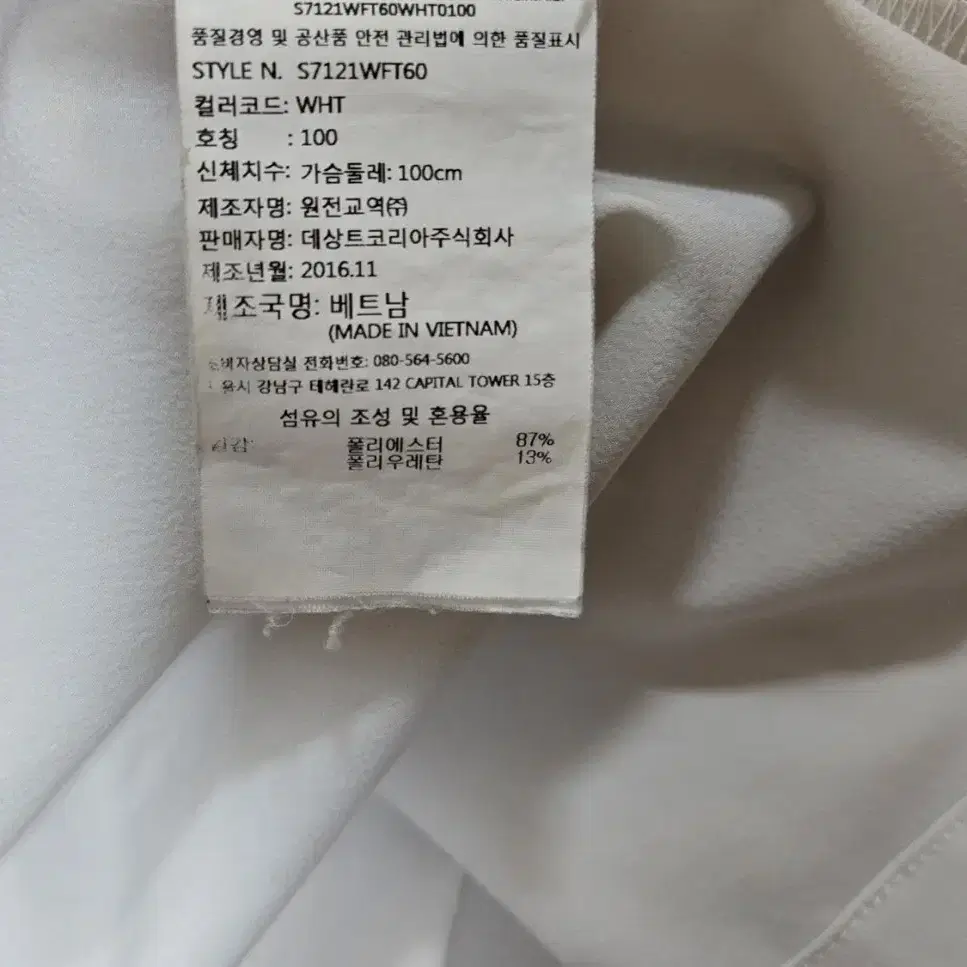 S7121WFT60WHT0100
품질경영 및 공산품 안전 관리법에 의한 품질표시
STYLE N. S7121WFT60
컬러코드: WHT
호칭 : 100
신체치수: 가슴둘레: 100cm
제조자명: 원전교역㈜
판매자명: 데상트코리아주식회사
제조년월: 2016.11
제조국명: 베트남
(MADE IN VIETNAM)
전화번호: 080-564-5600
강남구 테헤란로 142 CAPITAL TOWER 15층
섬유의 조성 및 혼용율
폴리에스터 87%
폴리우레탄 13%